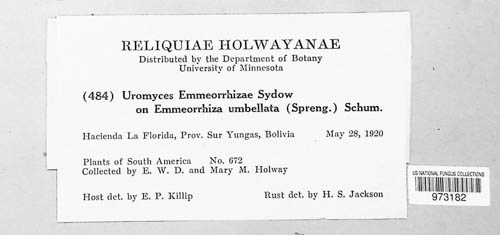 RELIQUIAE HOLWAYANAE
Distributed by the Department of Botany
University of Minnesota
(484) Uromyces Emmeorrhizae Sydow
on Emmeorrhiza umbellata (Spreng.) Schum.
Hacienda La Florida, Prov. Sur Yungas, Bolivia May 28, 1920
Plants of South America No. 672
Collected by E. W. D. and Mary M. Holway
Host det. by E. P. Killip Rust det. by H. S. Jackson
US NATIONAL FUNGUS COLLECTIONS
973182